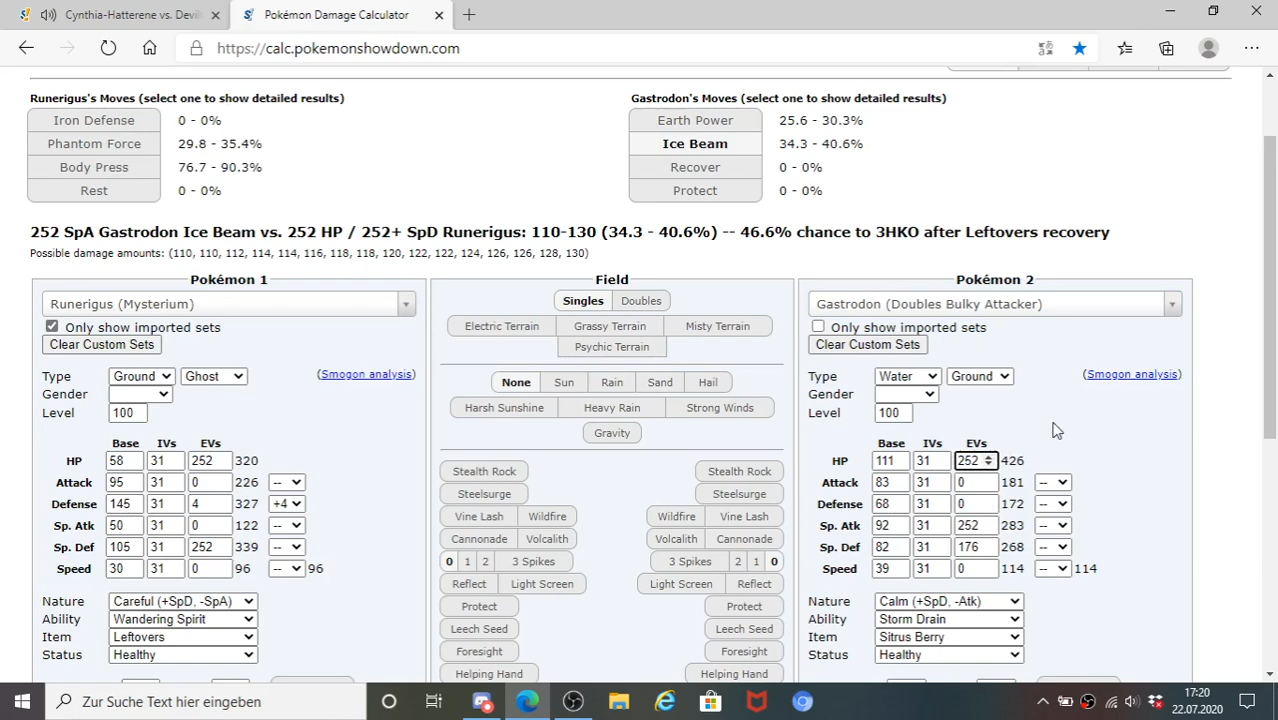 Cynthia-Hatterene vs. Devil
Pokémon Damage Calculator
https://calc.pokemonshowdown.com
Runerigus's Moves (select one to show detailed results)
Iron Defense 0 - 0%
Phantom Force 29.8 - 35.4%
Body Press 76.7 - 90.3%
Rest 0 - 0%
Gastrodon's Moves (select one to show detailed results)
Earth Power 25.6 - 30.3%
Ice Beam 34.3 - 40.6%
Recover 0 - 0%
Protect 0 - 0%
252 SpA Gastrodon Ice Beam vs. 252 HP / 252+ SpD Runerigus: 110-130 (34.3 - 40.6%) -- 46.6% chance to 3HKO after Leftovers recovery
Possible damage amounts: (110, 110, 112, 114, 114, 116, 118, 118, 120, 122, 122, 124, 126, 126, 128, 130)
Pokémon 1
Runerigus (Mysterium)
Only show imported sets
Clear Custom Sets
Type Ground Ghost (Smogon analysis)
Gender
Level 100
Base IVs EVs
HP 58 31 252 320
Attack 95 31 0 226 --
Defense 145 31 4 327 +4
Sp. Atk 50 31 0 122 --
Sp. Def 105 31 252 339 --
Speed 30 31 0 96 -- 96
Nature Careful (+SpD, -SpA)
Ability Wandering Spirit
Item Leftovers
Status Healthy
Field
Singles Doubles
Electric Terrain Grassy Terrain Misty Terrain
Psychic Terrain
None Sun Rain Sand Hail
Harsh Sunshine Heavy Rain Strong Winds
Gravity
Stealth Rock Stealth Rock
Steelsurge Steelsurge
Vine Lash Wildfire Wildfire Vine Lash
Cannonade Volcalith Volcalith Cannonade
0 1 2 3 Spikes 3 Spikes 2 1 0
Reflect Light Screen Light Screen Reflect
Protect Protect
Leech Seed Leech Seed
Foresight Foresight
Helping Hand Helping Hand
Pokémon 2
Gastrodon (Doubles Bulky Attacker)
Only show imported sets
Clear Custom Sets
Type Water Ground (Smogon analysis)
Gender
Level 100
Base IVs EVs
HP 111 31 252 426
Attack 83 31 0 181 --
Defense 68 31 0 172 --
Sp. Atk 92 31 252 283 --
Sp. Def 82 31 176 268 --
Speed 39 31 0 114 -- 114
Nature Calm (+SpD, -Atk)
Ability Storm Drain
Item Sitrus Berry
Status Healthy
Zur Suche Text hier eingeben
17:20
22.07.2020